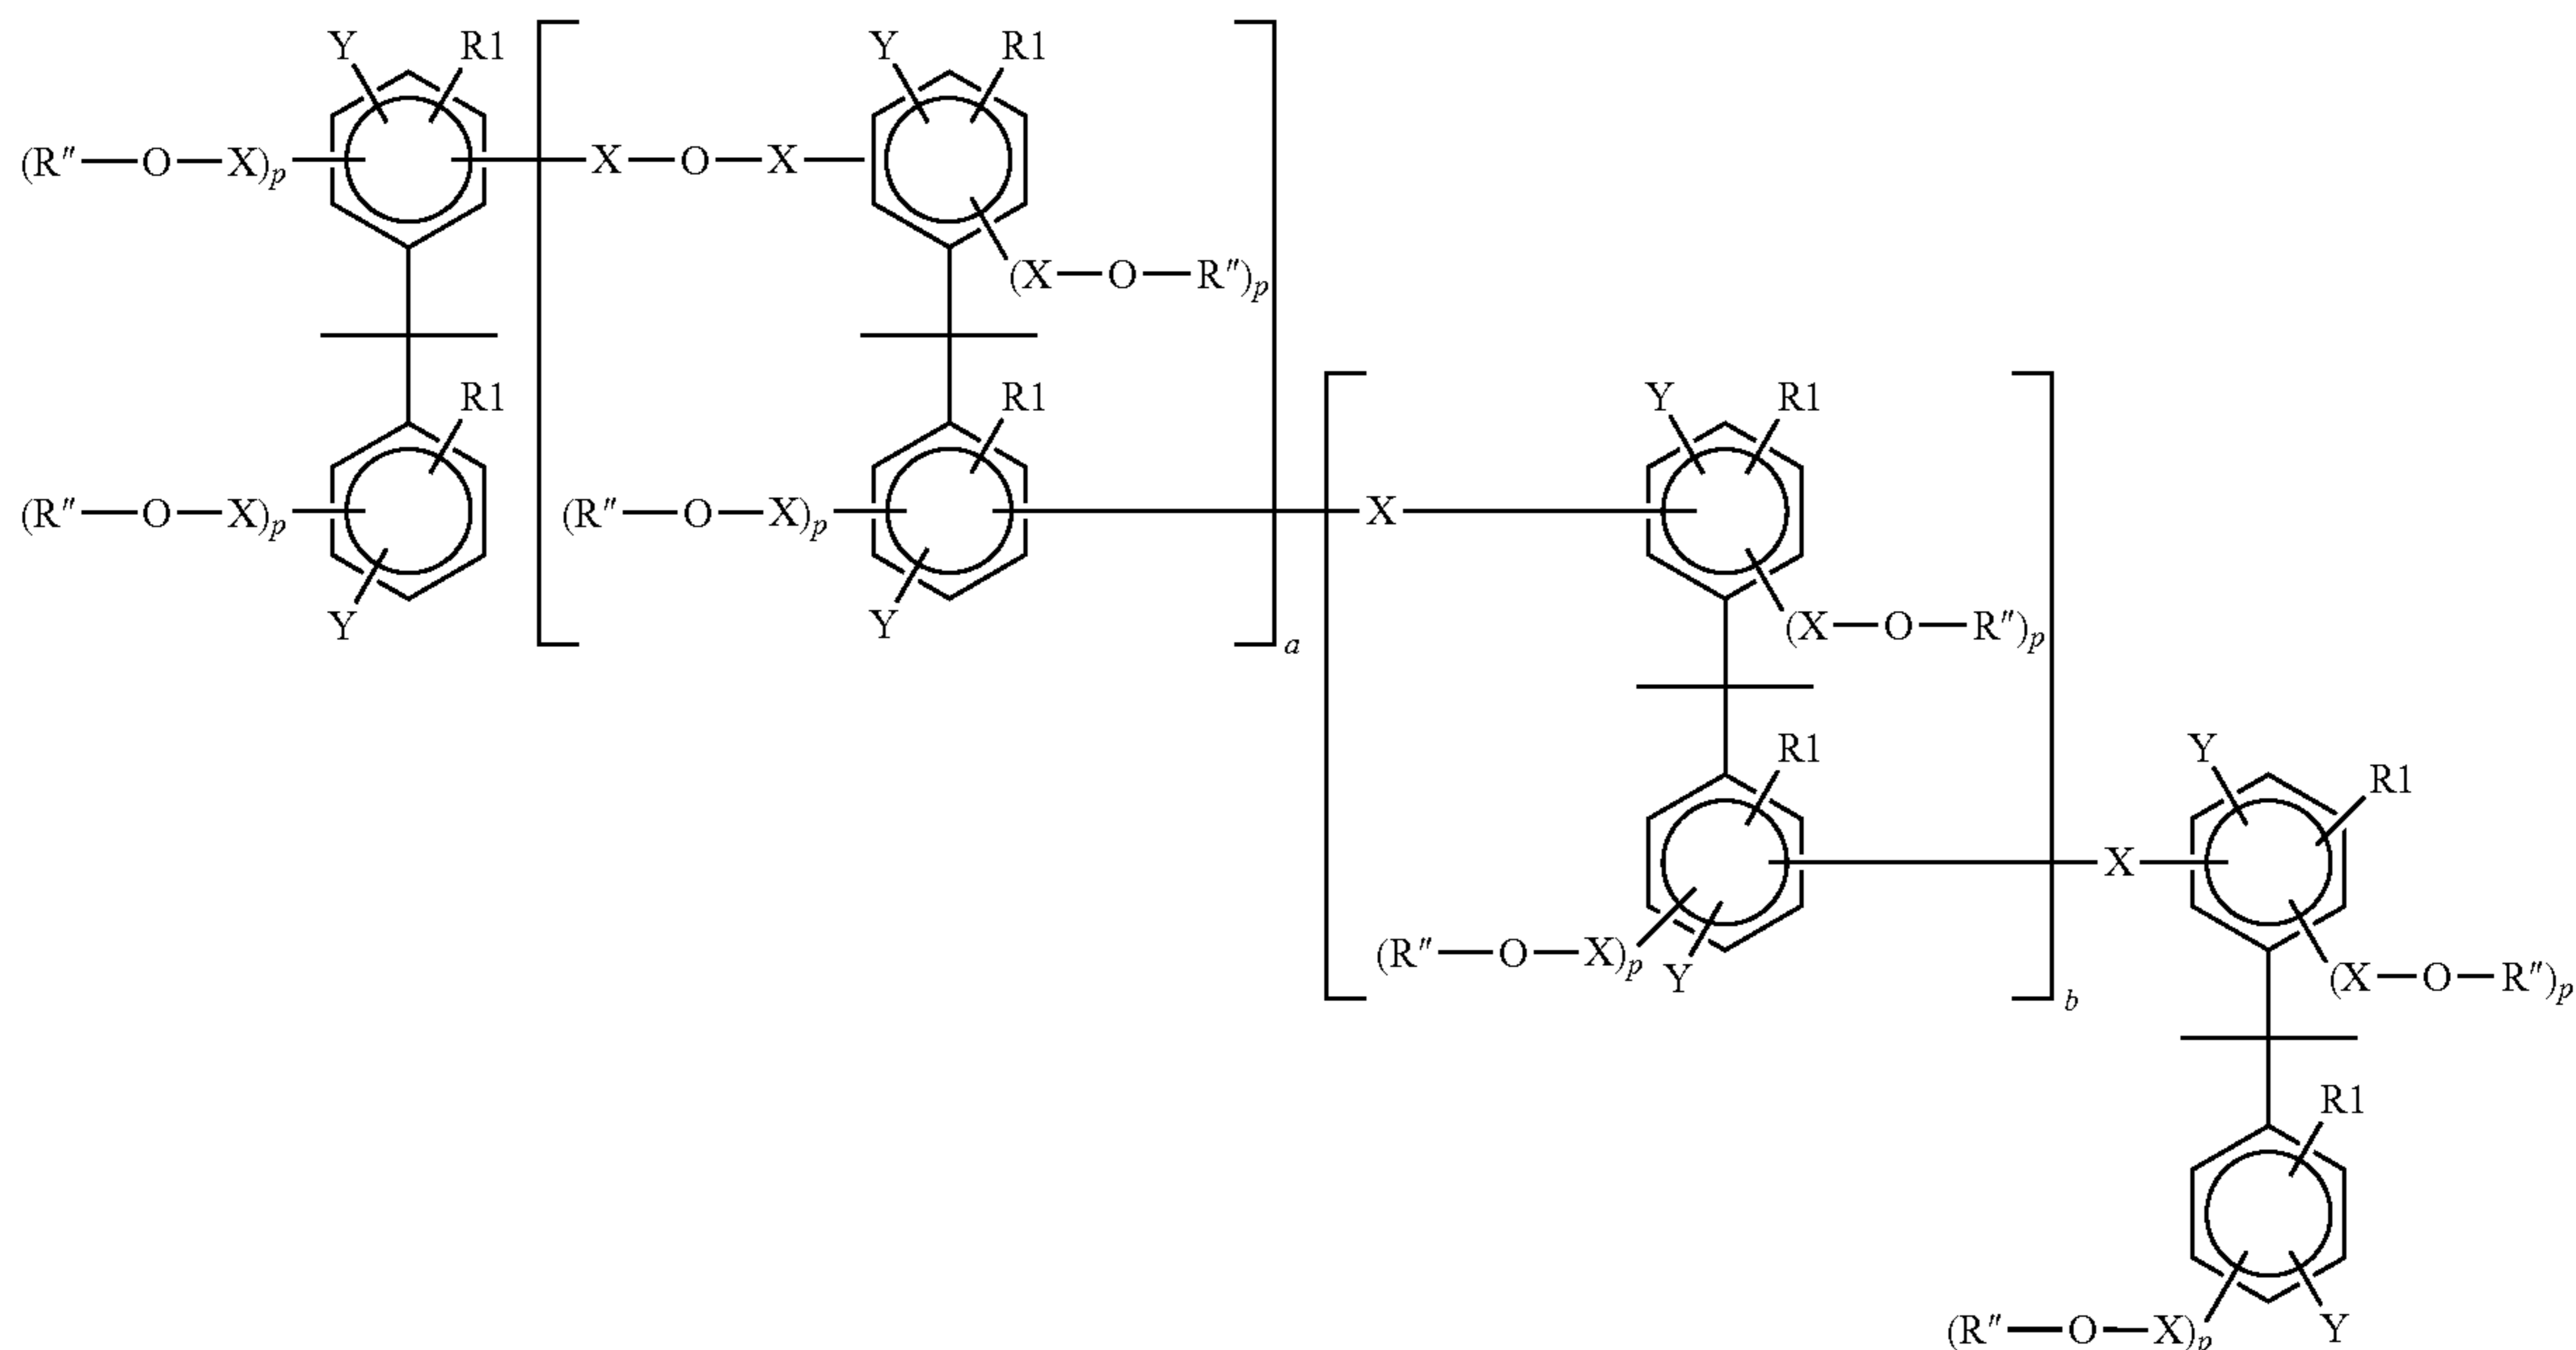 Y R1 Y R1
(R″—O—X)p X—O—X
(X—O—R″)p
R1 R1 Y R1
(R″—O—X)p (R″—O—X)p X
Y Y (X—O—R″)p
a
R1 Y R1
X
(R″—O—X)p Y (X—O—R″)p
b
R1
(R″—O—X)p Y